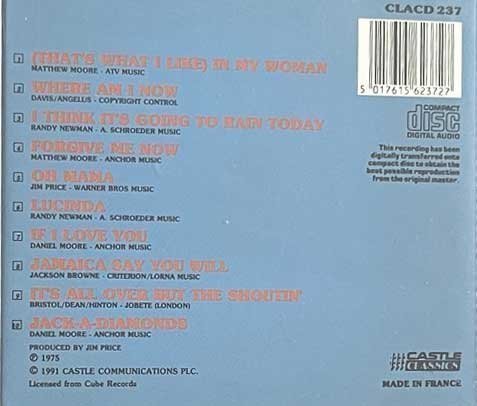 CLACD 237
1 (THAT'S WHAT I LIKE) IN MY WOMAN
MATTHEW MOORE - ATV MUSIC
2 WHERE AM I NOW
DAVIS/ANGELUS - COPYRIGHT CONTROL
3 I THINK IT'S GOING TO RAIN TODAY
RANDY NEWMAN - A. SCHROEDER MUSIC
4 FORGIVE ME NOW
MATTHEW MOORE - ANCHOR MUSIC
5 OH MAMA
JIM PRICE - WARNER BROS MUSIC
6 LUCINDA
RANDY NEWMAN - A. SCHROEDER MUSIC
7 IF I LOVE YOU
DANIEL MOORE - ANCHOR MUSIC
8 JAMAICA SAY YOU WILL
JACKSON BROWNE - CRITERION/LORNA MUSIC
9 IT'S ALL OVER BUT THE SHOUTIN'
BRISTOL/DEAN/HINTON - JOBETE (LONDON)
10 JACK-A-DIAMONDS
DANIEL MOORE - ANCHOR MUSIC
PRODUCED BY JIM PRICE
℗ 1975
© 1991 CASTLE COMMUNICATIONS PLC.
Licensed from Cube Records
5 017615 623727
COMPACT
disc
DIGITAL AUDIO
This recording has been
digitally transferred onto
compact disc to obtain the
best possible reproduction
from the original master.
CASTLE
CLASSICS
MADE IN FRANCE